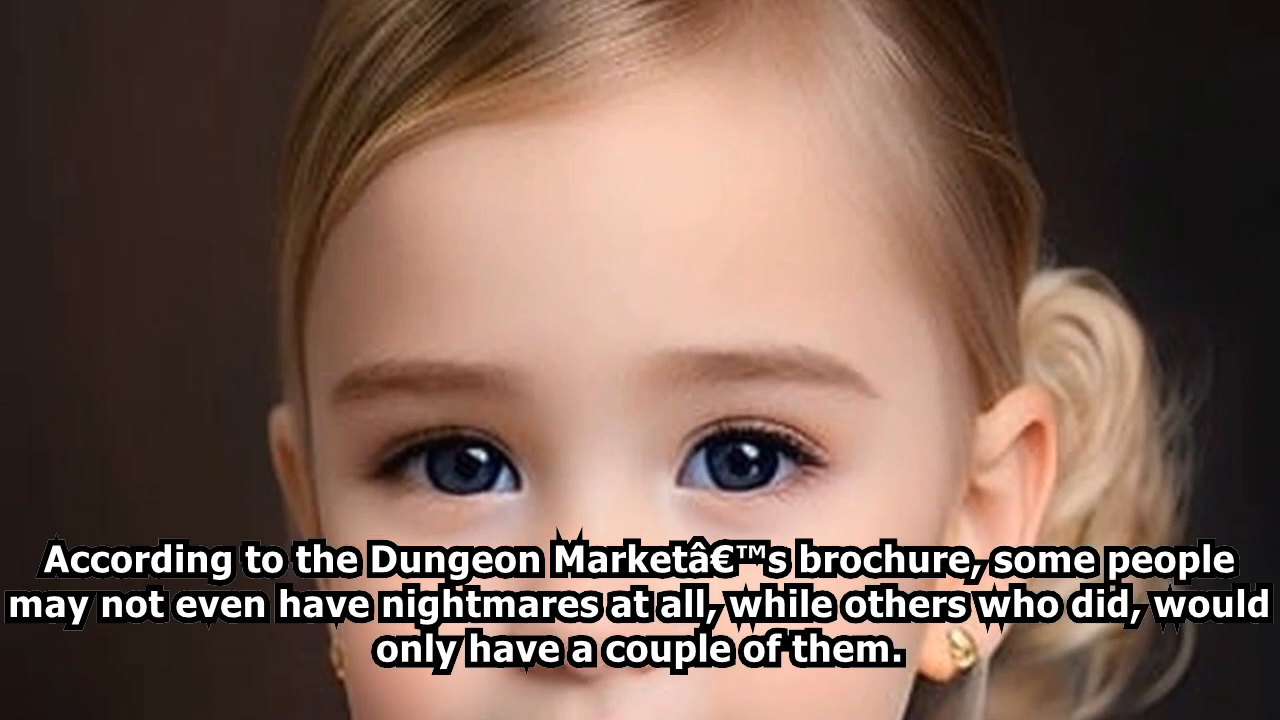 According to the Dungeon Marketâ€™s brochure, some people
may not even have nightmares at all, while others who did, would
only have a couple of them.